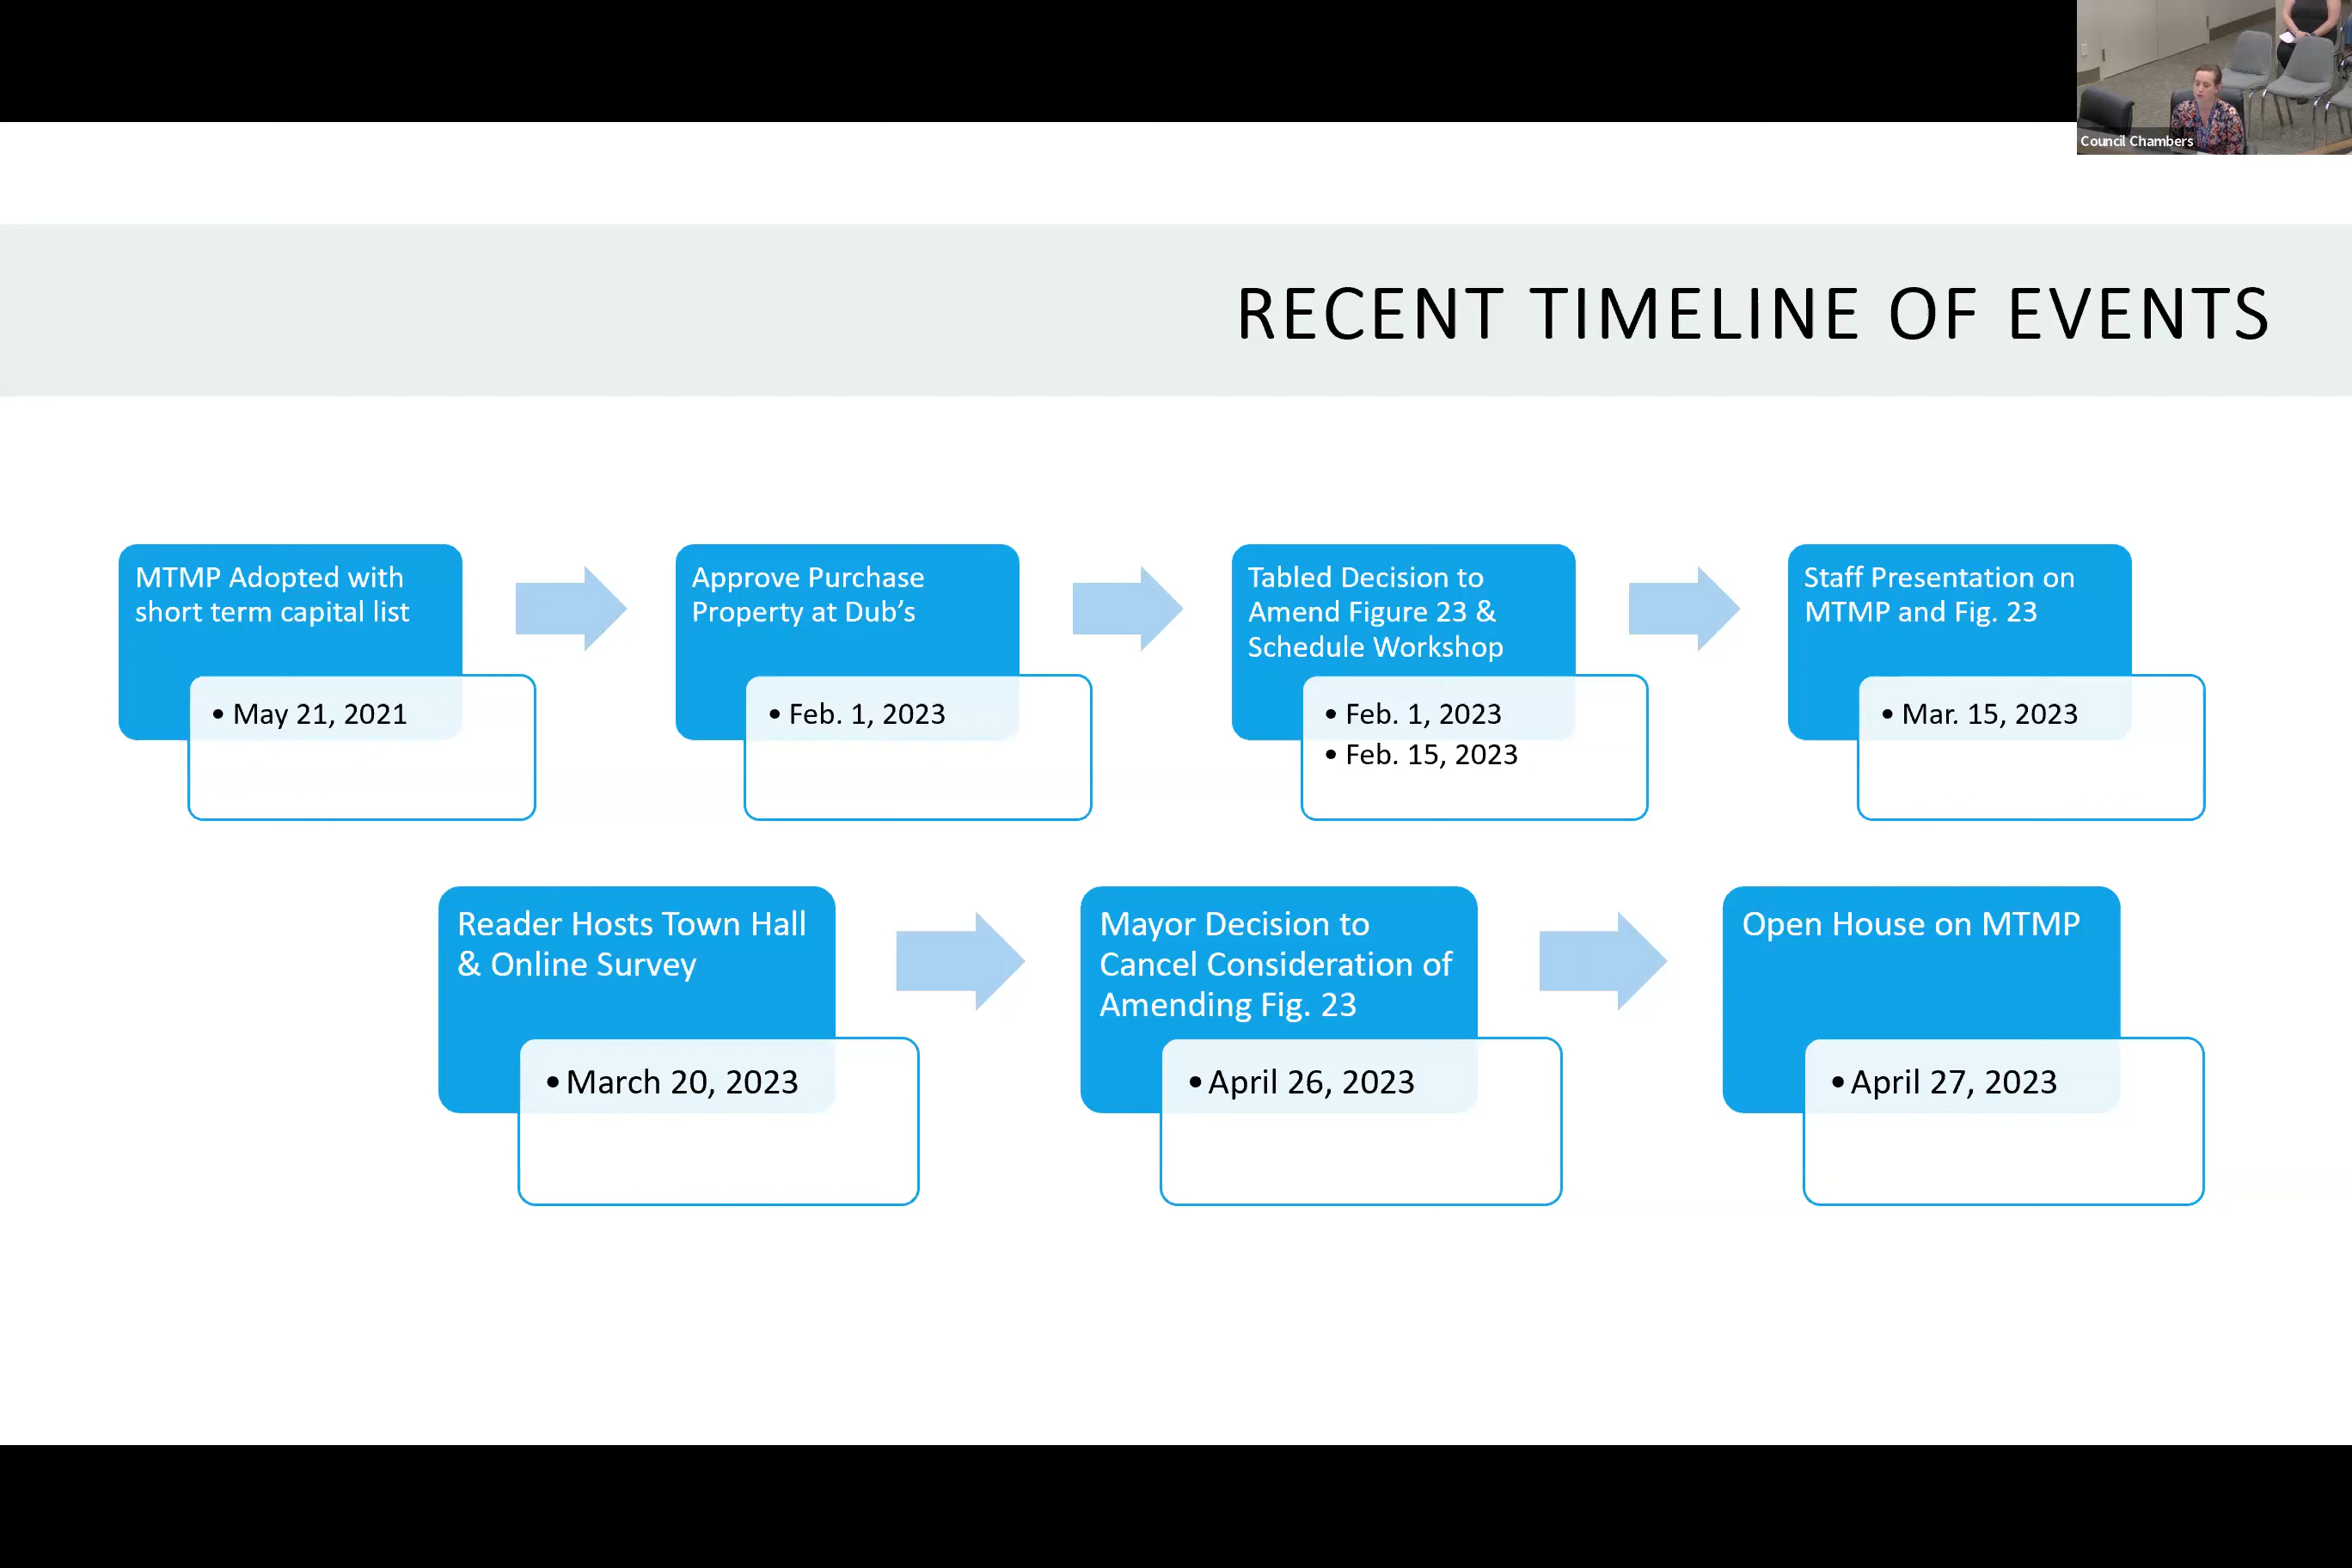 Council Chambers
RECENT TIMELINE OF EVENTS
MTMP Adopted with
short term capital list
• May 21, 2021
Approve Purchase
Property at Dub's
• Feb. 1, 2023
Tabled Decision to
Amend Figure 23 &
Schedule Workshop
• Feb. 1, 2023
• Feb. 15, 2023
Staff Presentation on
MTMP and Fig. 23
• Mar. 15, 2023
Reader Hosts Town Hall
& Online Survey
• March 20, 2023
Mayor Decision to
Cancel Consideration of
Amending Fig. 23
• April 26, 2023
Open House on MTMP
• April 27, 2023